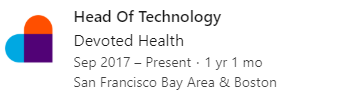 Head Of Technology
Devoted Health
Sep 2017 – Present · 1 yr 1 mo
San Francisco Bay Area & Boston